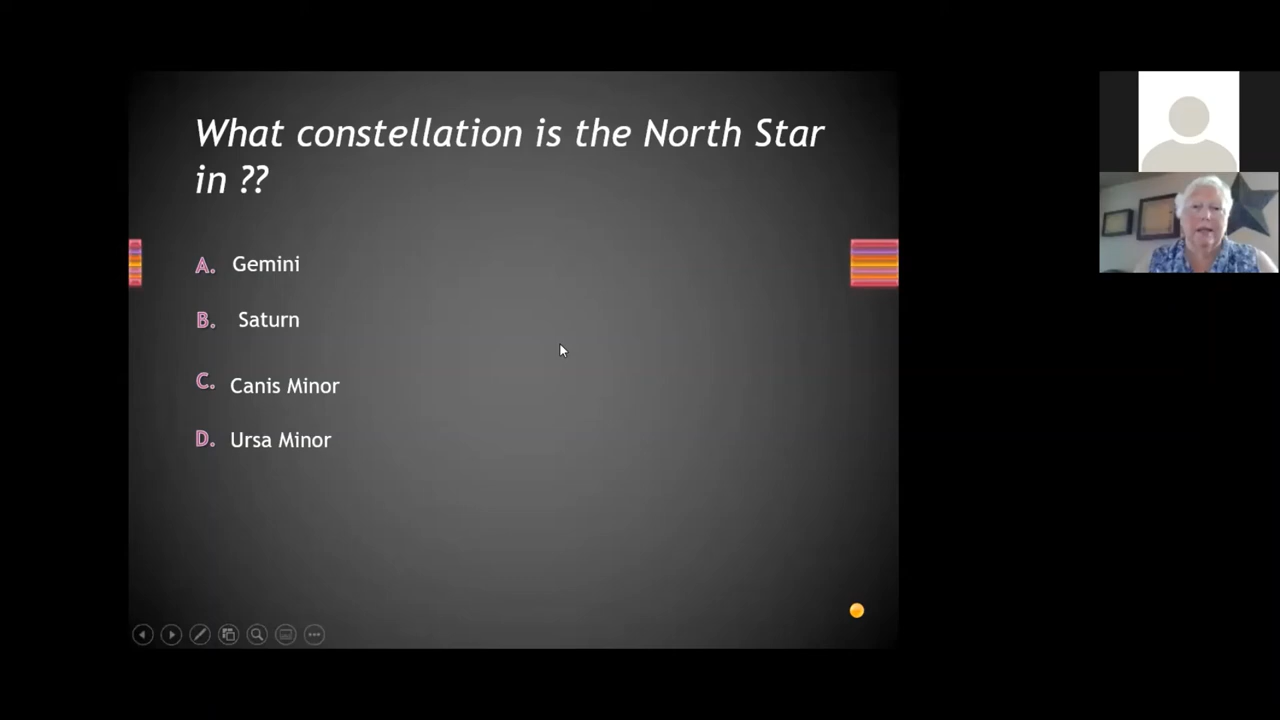 What constellation is the North Star
in ??
A. Gemini
B. Saturn
C. Canis Minor
D. Ursa Minor